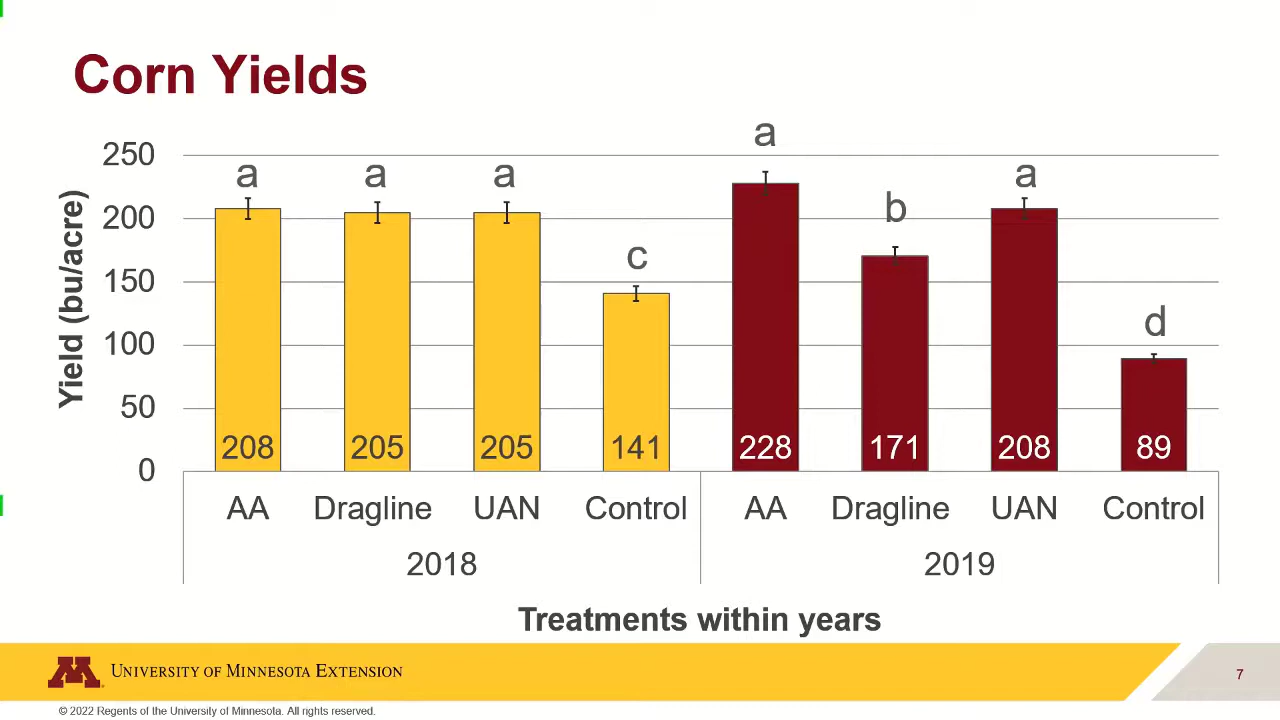 Corn Yields
a
250
a a a a
200
b
Yield (bu/acre)
c
150
d
100
50
208 205 205 141 228 171 208 89
0
AA Dragline UAN Control AA Dragline UAN Control
2018 2019
Treatments within years
M UNIVERSITY OF MINNESOTA EXTENSION
7
© 2022 Regents of the University of Minnesota. All rights reserved.